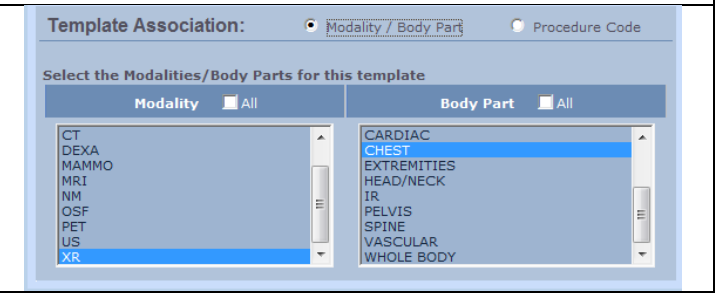 Template Association: Modality / Body Part Procedure Code
Select the Modalities/Body Parts for this template
Modality All Body Part All
CT
DEXA
MAMMO
MRI
NM
OSF
PET
US
XR
CARDIAC
CHEST
EXTREMITIES
HEAD/NECK
IR
PELVIS
SPINE
VASCULAR
WHOLE BODY